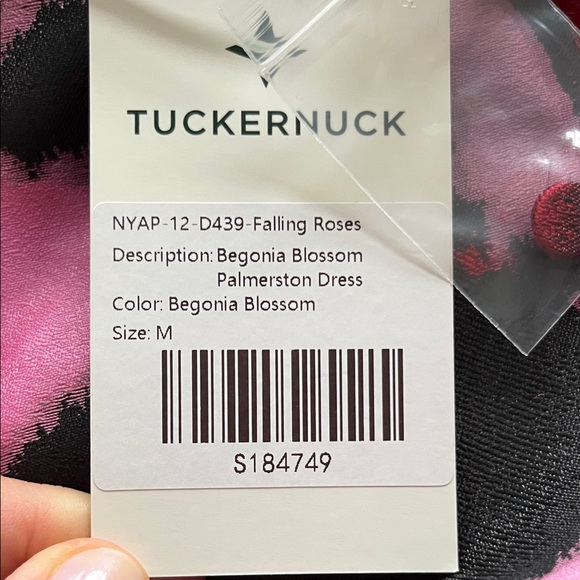 TUCKERNUCK
NYAP-12-D439-Falling Roses
Description: Begonia Blossom
Palmerston Dress
Color: Begonia Blossom
Size: M
S184749